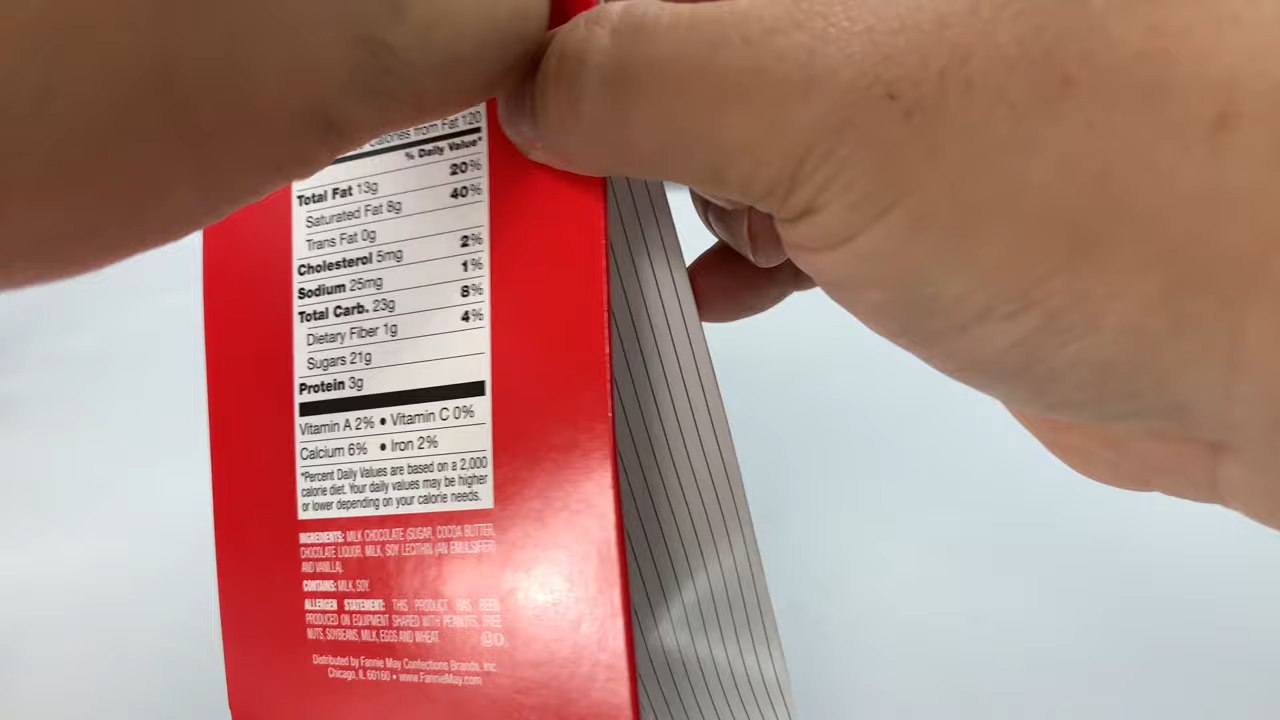 Calories from Fat 120
% Daily Value*
Total Fat 13g 20%
Saturated Fat 8g 40%
Trans Fat 0g
Cholesterol 5mg 2%
Sodium 25mg 1%
Total Carb. 23g 8%
Dietary Fiber 1g 4%
Sugars 21g
Protein 3g
Vitamin A 2% • Vitamin C 0%
Calcium 6% • Iron 2%
*Percent Daily Values are based on a 2,000
calorie diet. Your daily values may be higher
or lower depending on your calorie needs.
INGREDIENTS: MILK CHOCOLATE (SUGAR, COCOA BUTTER,
CHOCOLATE LIQUOR, MILK, SOY LECITHIN (AN EMULSIFIER)
AND VANILLA).
CONTAINS: MILK, SOY.
ALLERGEN STATEMENT: THIS PRODUCT HAS BEEN
PRODUCED ON EQUIPMENT SHARED WITH PEANUTS, TREE
NUTS, SOYBEANS, MILK, EGGS AND WHEAT.
Distributed by Fannie May Confections Brands, Inc.
Chicago, IL 60160 • www.FannieMay.com